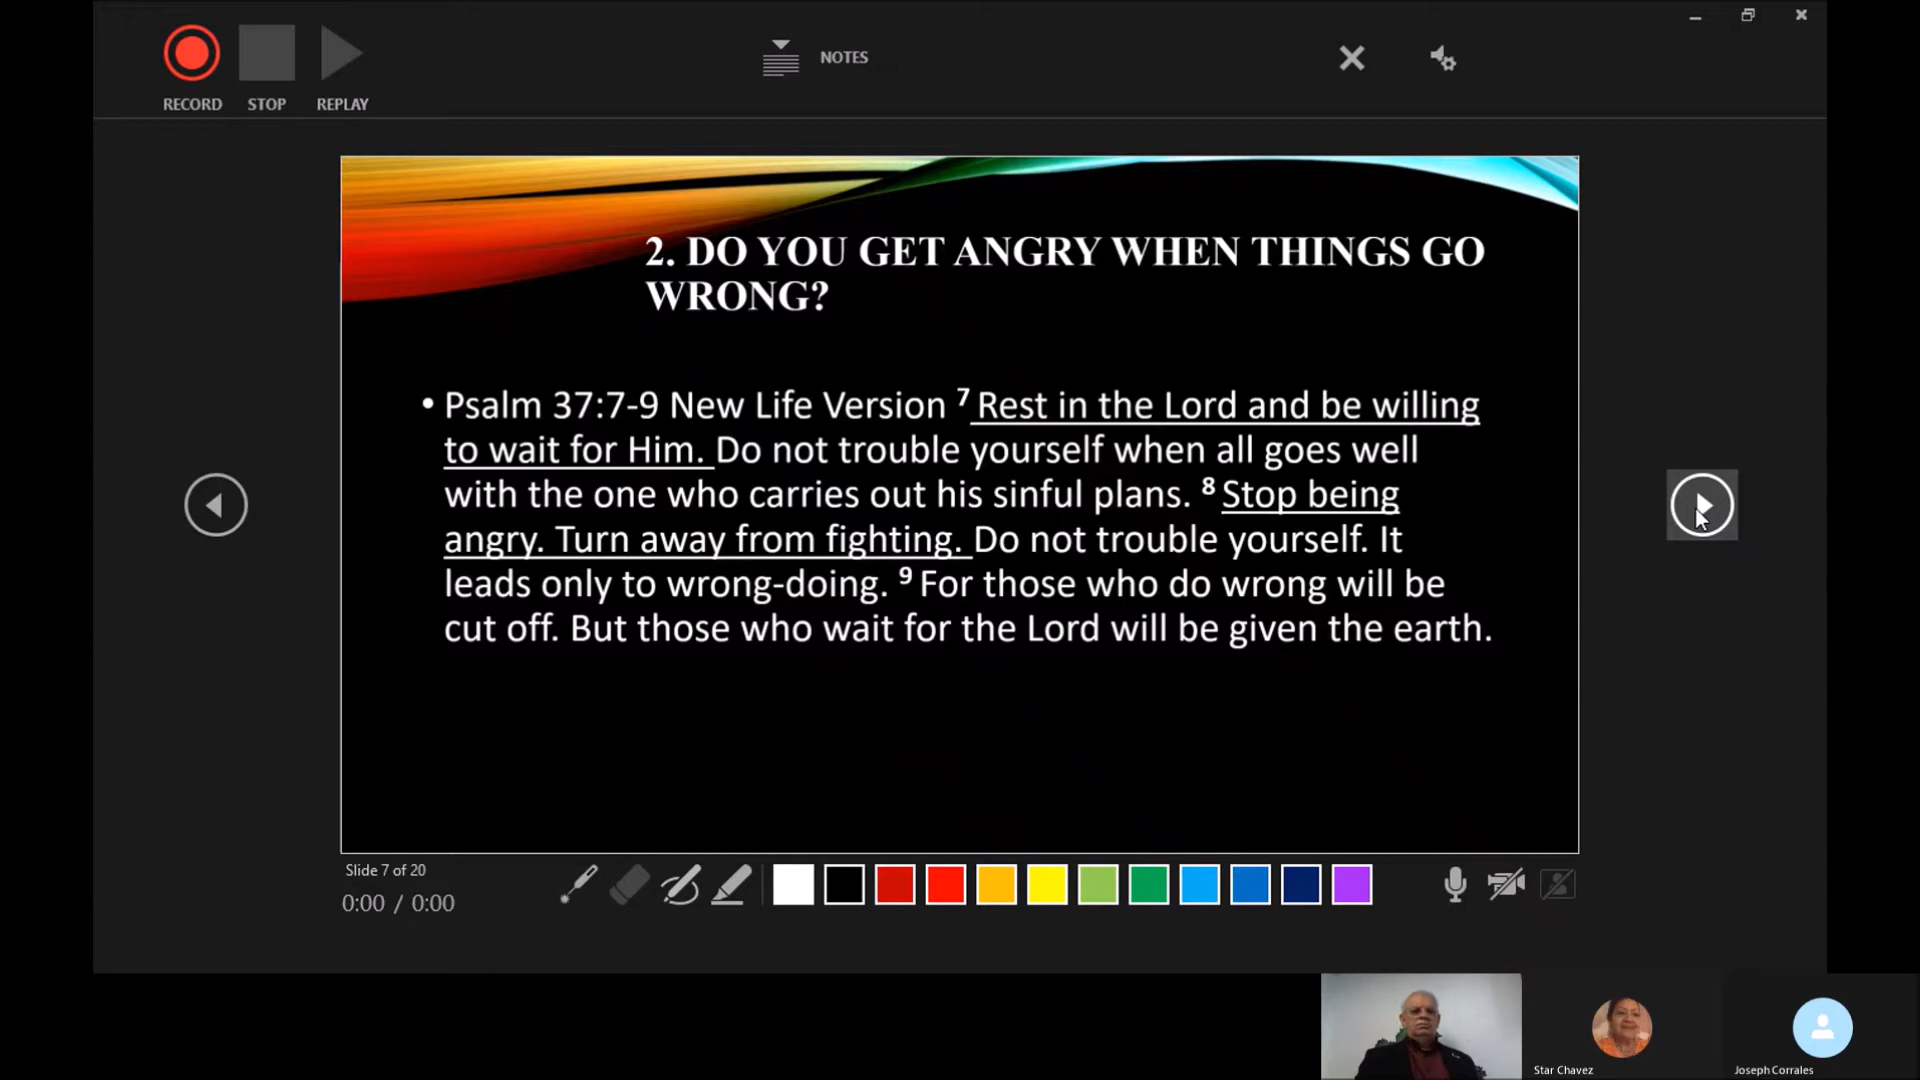 RECORD
STOP
REPLAY
NOTES
2. DO YOU GET ANGRY WHEN THINGS GO
WRONG?
• Psalm 37:7-9 New Life Version ⁷ Rest in the Lord and be willing
to wait for Him. Do not trouble yourself when all goes well
with the one who carries out his sinful plans. ⁸ Stop being
angry. Turn away from fighting. Do not trouble yourself. It
leads only to wrong-doing. ⁹ For those who do wrong will be
cut off. But those who wait for the Lord will be given the earth.
Slide 7 of 20
0:00 / 0:00
Star Chavez
Joseph Corrales